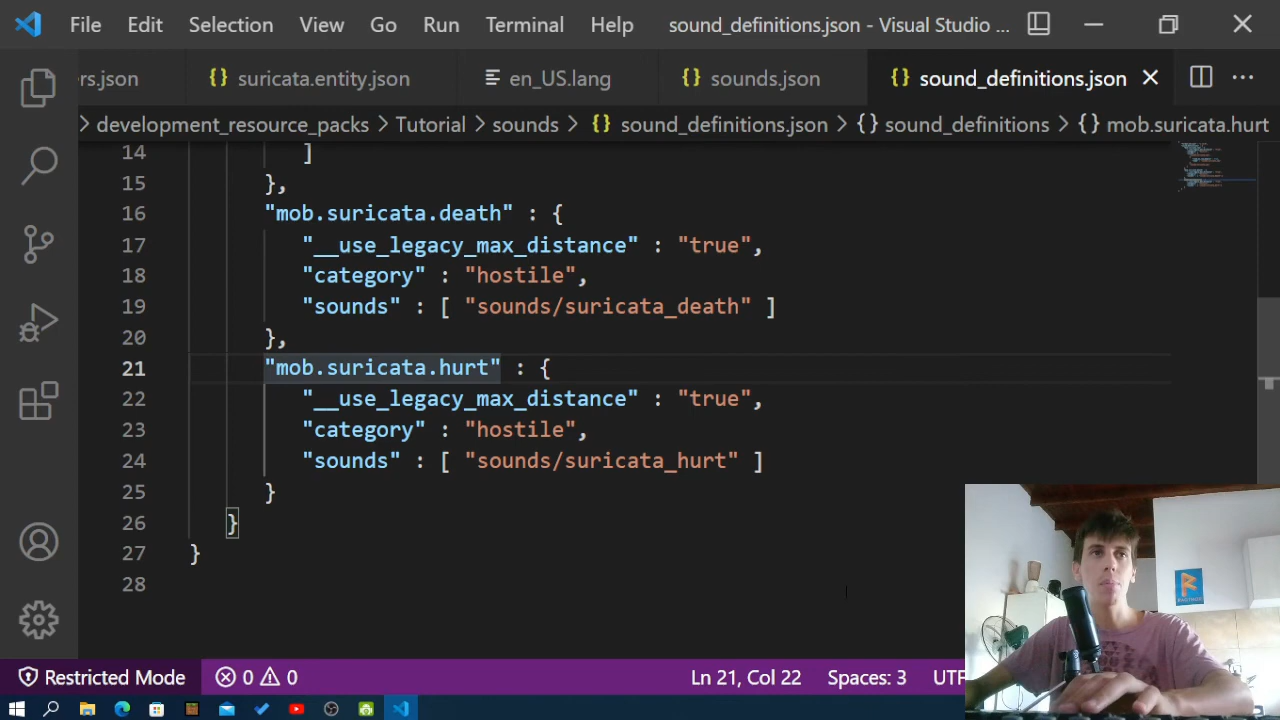 File Edit Selection View Go Run Terminal Help sound_definitions.json - Visual Studio ...
ers.json {} suricata.entity.json en_US.lang {} sounds.json {} sound_definitions.json
> development_resource_packs > Tutorial > sounds > {} sound_definitions.json > {} sound_definitions > {} mob.suricata.hurt
14 ]
15 },
16 "mob.suricata.death" : {
17 "__use_legacy_max_distance" : "true",
18 "category" : "hostile",
19 "sounds" : [ "sounds/suricata_death" ]
20 },
21 "mob.suricata.hurt" : {
22 "__use_legacy_max_distance" : "true",
23 "category" : "hostile",
24 "sounds" : [ "sounds/suricata_hurt" ]
25 }
26 }
27 }
28
Restricted Mode 0 0 Ln 21, Col 22 Spaces: 3 UTF